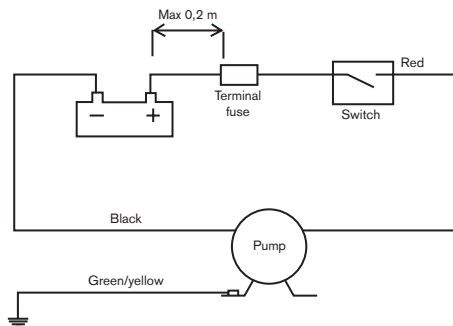 Max 0,2 m
Red
Terminal
fuse
Switch
− +
Black
Pump
Green/yellow